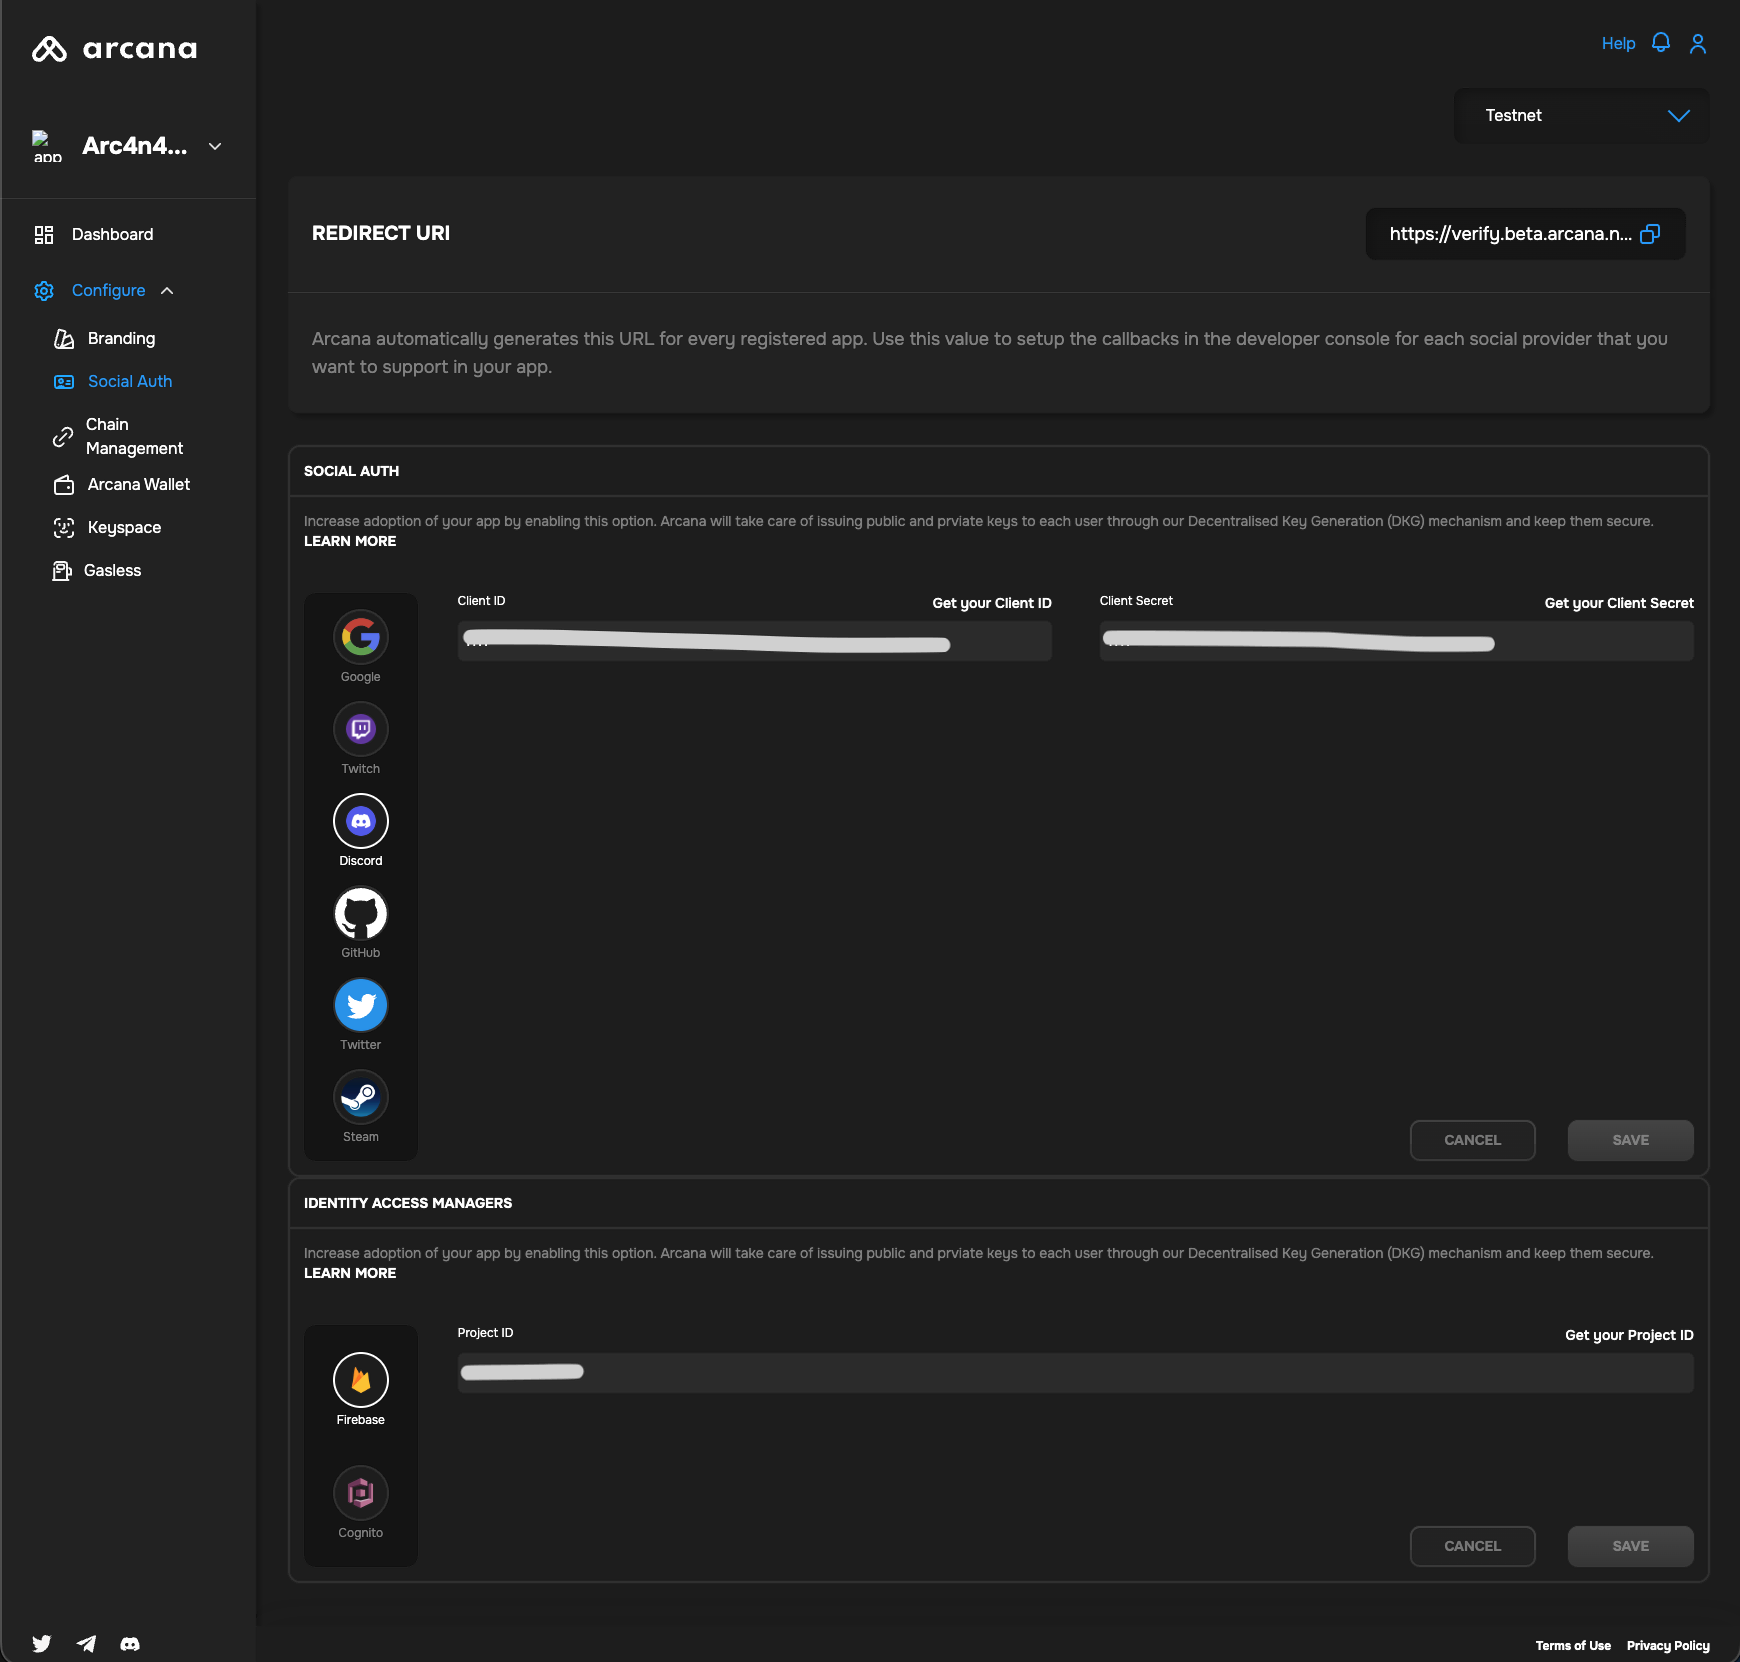 arcana
Help
app
Arc4n4...
Testnet
Dashboard
Configure
Branding
Social Auth
Chain
Management
Arcana Wallet
Keyspace
Gasless
REDIRECT URI
https://verify.beta.arcana.n...
Arcana automatically generates this URL for every registered app. Use this value to setup the callbacks in the developer console for each social provider that you
want to support in your app.
SOCIAL AUTH
Increase adoption of your app by enabling this option. Arcana will take care of issuing public and prviate keys to each user through our Decentralised Key Generation (DKG) mechanism and keep them secure.
LEARN MORE
Client ID
Get your Client ID
Client Secret
Get your Client Secret
Google
Twitch
Discord
GitHub
Twitter
Steam
CANCEL
SAVE
IDENTITY ACCESS MANAGERS
Increase adoption of your app by enabling this option. Arcana will take care of issuing public and prviate keys to each user through our Decentralised Key Generation (DKG) mechanism and keep them secure.
LEARN MORE
Project ID
Get your Project ID
Firebase
Cognito
CANCEL
SAVE
Terms of Use
Privacy Policy